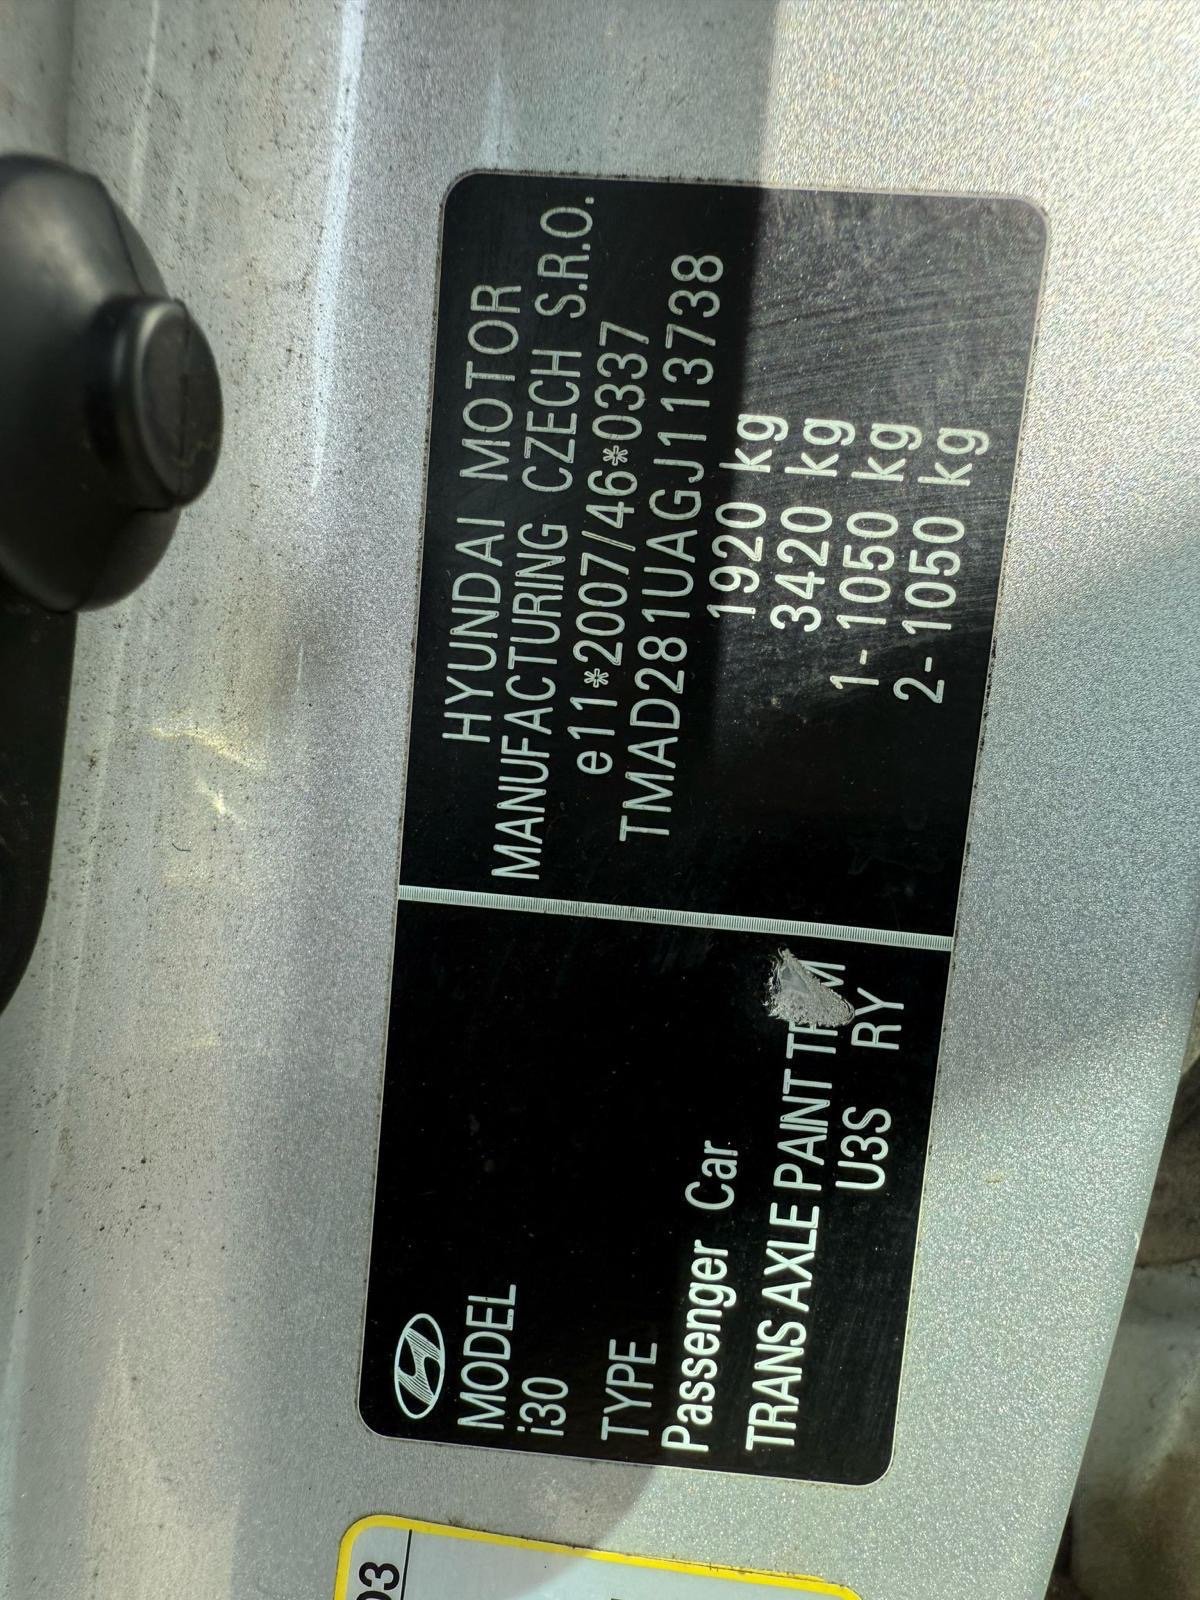 MODEL
i30
TYPE
Passenger Car
TRANS AXLE PAINT
U3S RY
HYUNDAI MOTOR
MANUFACTURING CZECH S.R.O.
e11*2007/46*0337
TMAD281UAGJ113738
1920 kg
3420 kg
1- 1050 kg
2- 1050 kg